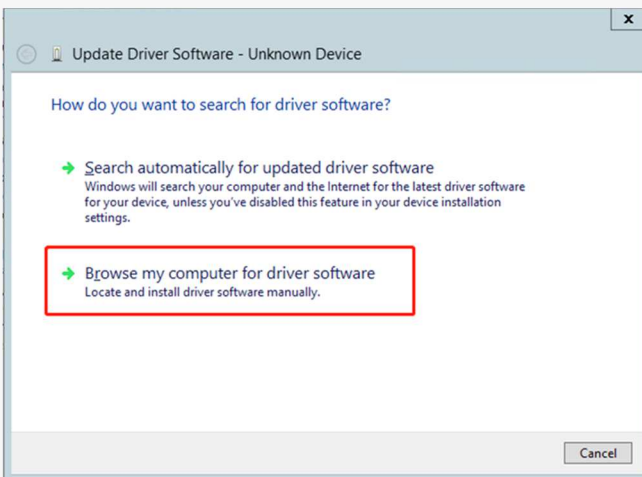 x
Update Driver Software - Unknown Device
How do you want to search for driver software?
Search automatically for updated driver software
Windows will search your computer and the Internet for the latest driver software
for your device, unless you've disabled this feature in your device installation
settings.
Browse my computer for driver software
Locate and install driver software manually.
Cancel